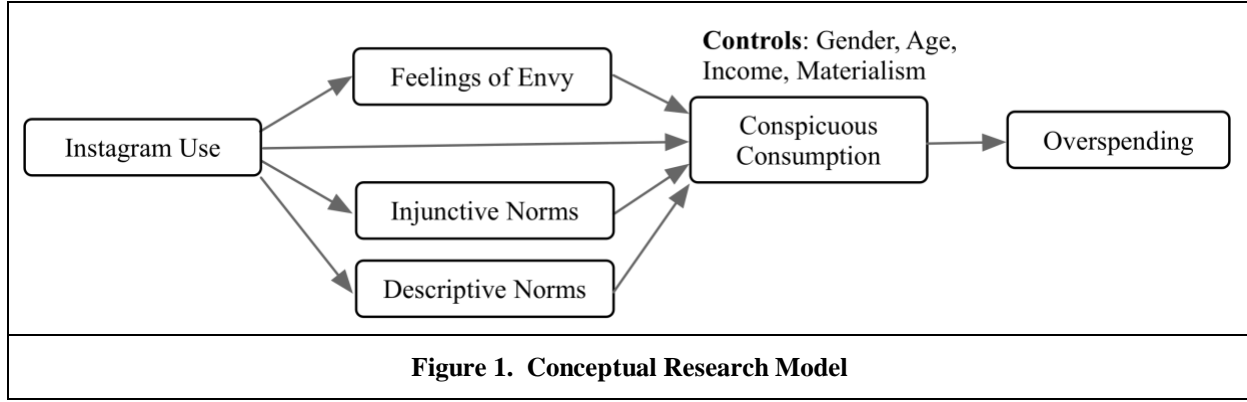 Controls: Gender, Age,
Income, Materialism
Feelings of Envy
Instagram Use
Conspicuous
Consumption
Overspending
Injunctive Norms
Descriptive Norms
Figure 1. Conceptual Research Model